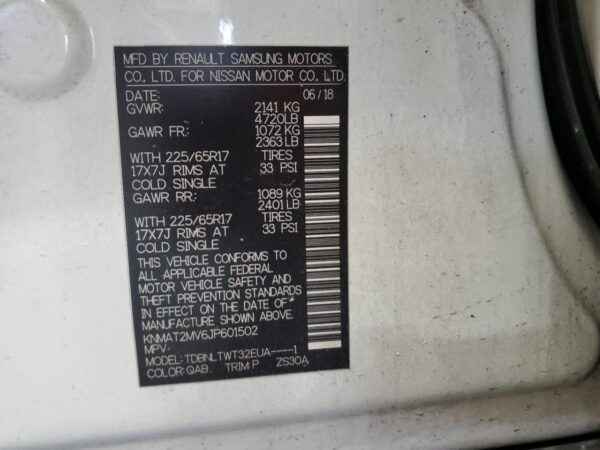 MFD BY RENAULT SAMSUNG MOTORS
CO., LTD. FOR NISSAN MOTOR CO., LTD.
DATE: 06/18
GVWR: 2141 KG
4720LB
GAWR FR: 1072 KG
2363 LB
WITH 225/65R17 TIRES
17X7J RIMS AT 33 PSI
COLD SINGLE
GAWR RR: 1089 KG
2401 LB
WITH 225/65R17 TIRES
17X7J RIMS AT 33 PSI
COLD SINGLE
THIS VEHICLE CONFORMS TO
ALL APPLICABLE FEDERAL
MOTOR VEHICLE SAFETY AND
THEFT PREVENTION STANDARDS
IN EFFECT ON THE DATE OF
MANUFACTURE SHOWN ABOVE.
KNMAT2MV6JP601502
MPV
MODEL: TDBNLTWT32EUA----1
COLOR: QAB TRIM: P ZS30A